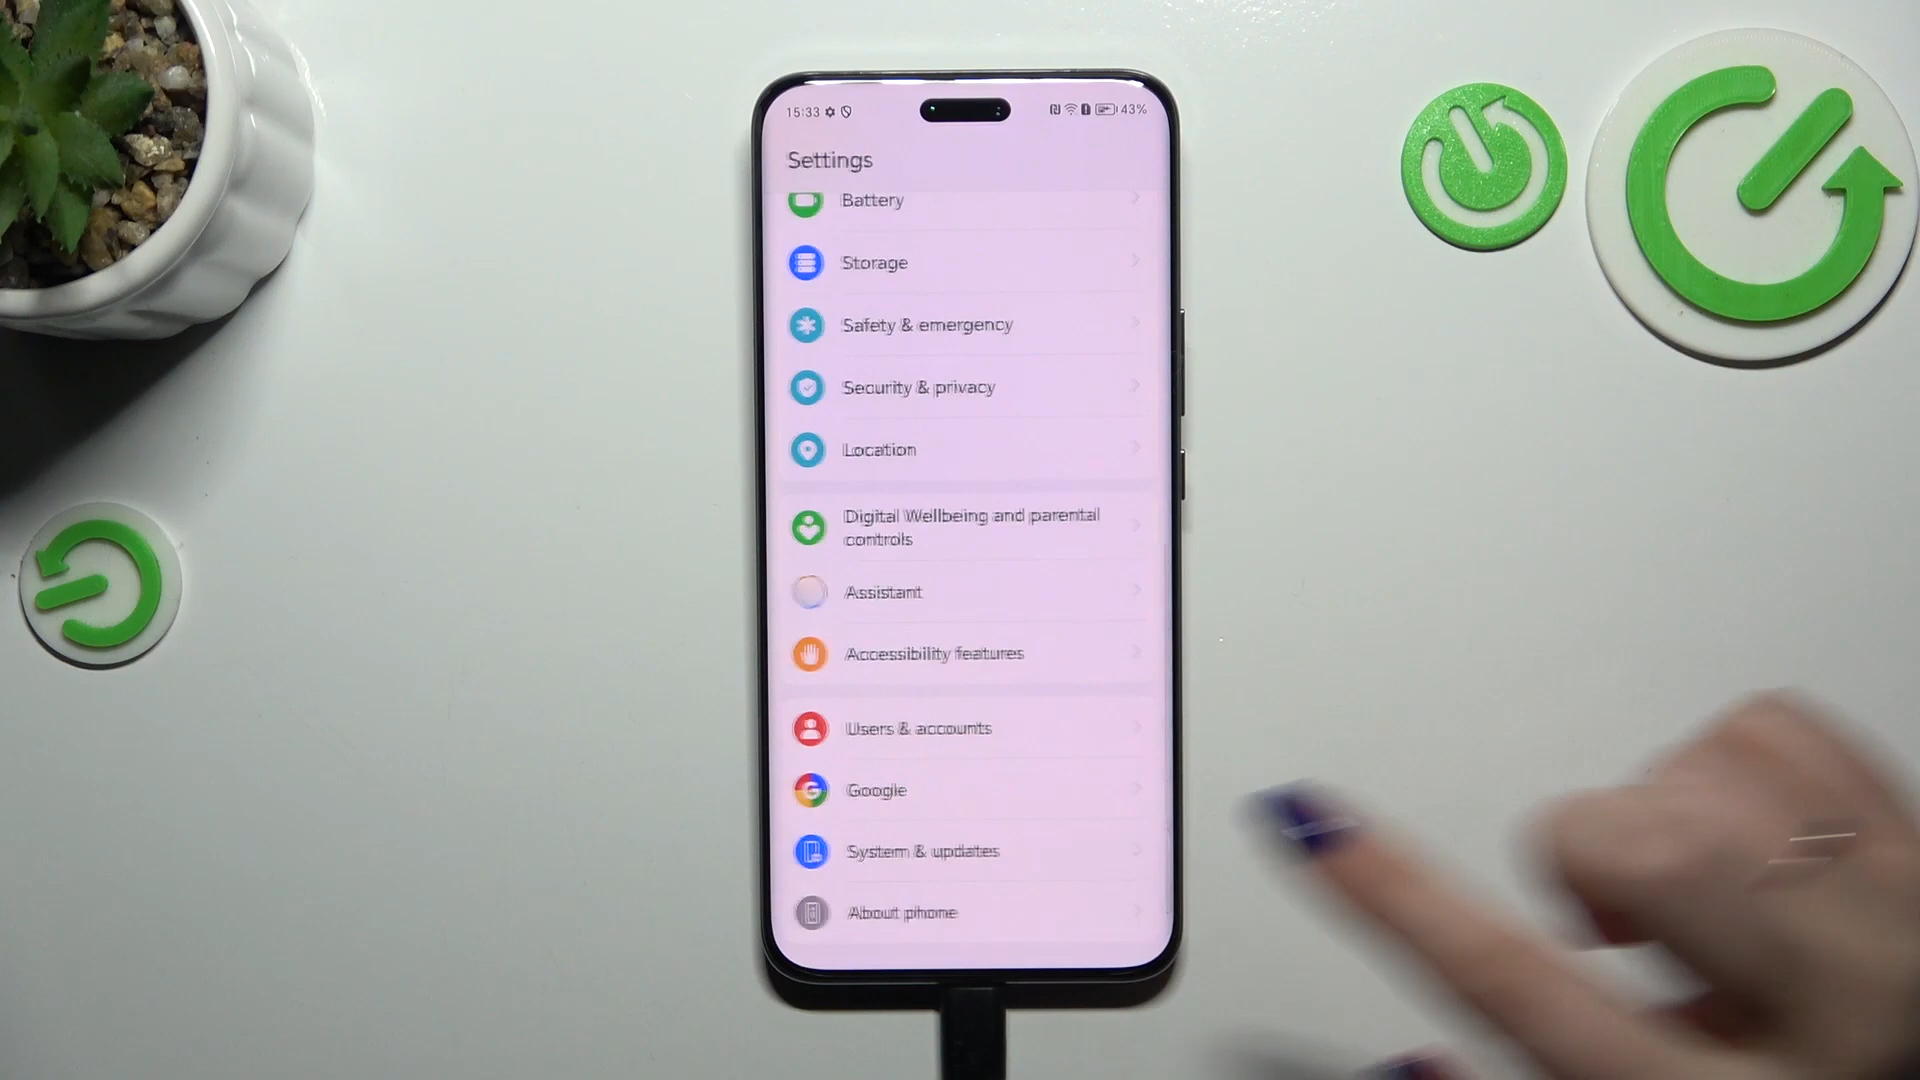 15:33
43%
Settings
Battery
Storage
Safety & emergency
Security & privacy
Location
Digital Wellbeing and parental
controls
Assistant
Accessibility features
Users & accounts
Google
System & updates
About phone